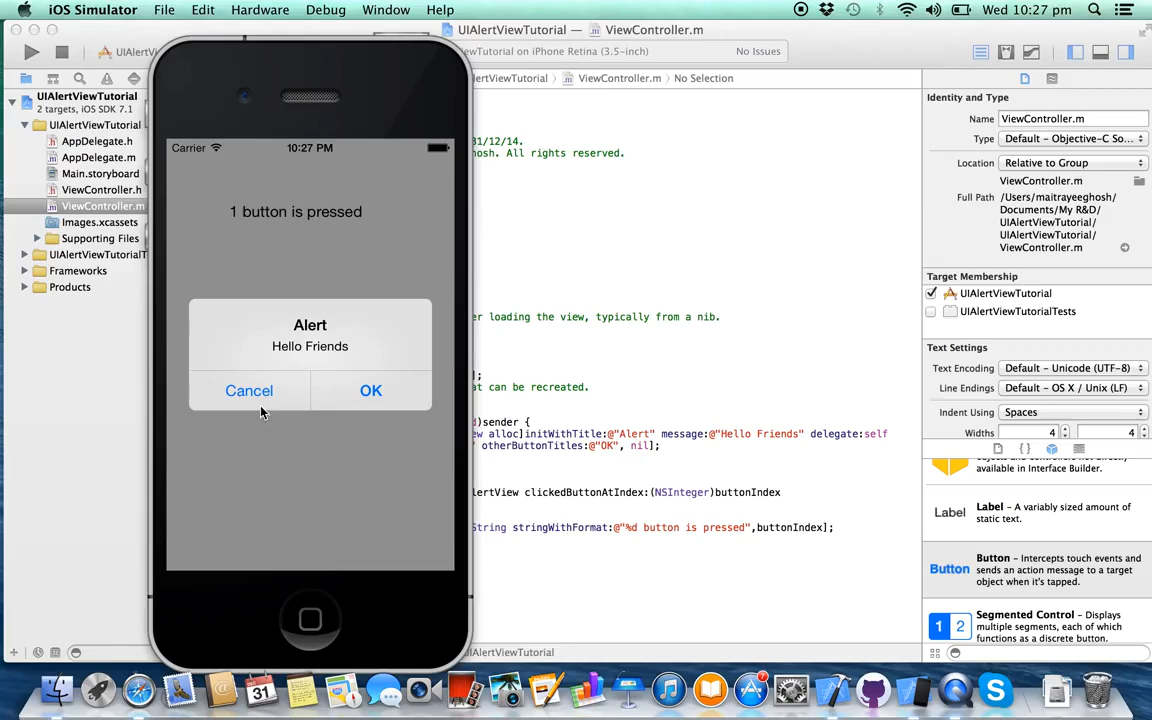 iOS Simulator File Edit Hardware Debug Window Help
Wed 10:27 pm
UIAlertViewTutorial — ViewController.m
UIAlertVi
wTutorial on iPhone Retina (3.5-inch)
No Issues
lertViewTutorial ViewController.m No Selection
UIAlertViewTutorial
2 targets, iOS SDK 7.1
UIAlertViewTutorial
AppDelegate.h
AppDelegate.m
Main.storyboard
ViewController.h
ViewController.m
Images.xcassets
Supporting Files
UIAlertViewTutorialT
Frameworks
Products
Carrier 10:27 PM
1 button is pressed
Alert
Hello Friends
Cancel OK
31/12/14.
hosh. All rights reserved.
er loading the view, typically from a nib.
];
at can be recreated.
d)sender {
ew alloc]initWithTitle:@"Alert" message:@"Hello Friends" delegate:self
" otherButtonTitles:@"OK", nil];
lertView clickedButtonAtIndex:(NSInteger)buttonIndex
String stringWithFormat:@"%d button is pressed",buttonIndex];
lertViewTutorial
Identity and Type
Name ViewController.m
Type Default – Objective-C So...
Location Relative to Group
ViewController.m
Full Path /Users/maitrayeeghosh/
Documents/My R&D/
UIAlertViewTutorial/
UIAlertViewTutorial/
ViewController.m
Target Membership
UIAlertViewTutorial
UIAlertViewTutorialTests
Text Settings
Text Encoding Default – Unicode (UTF-8)
Line Endings Default – OS X / Unix (LF)
Indent Using Spaces
Widths 4 4
available in Interface Builder.
Label Label – A variably sized amount of
static text.
Button Button – Intercepts touch events and
sends an action message to a target
object when it's tapped.
1 2 Segmented Control – Displays
multiple segments, each of which
functions as a discrete button.
31
7